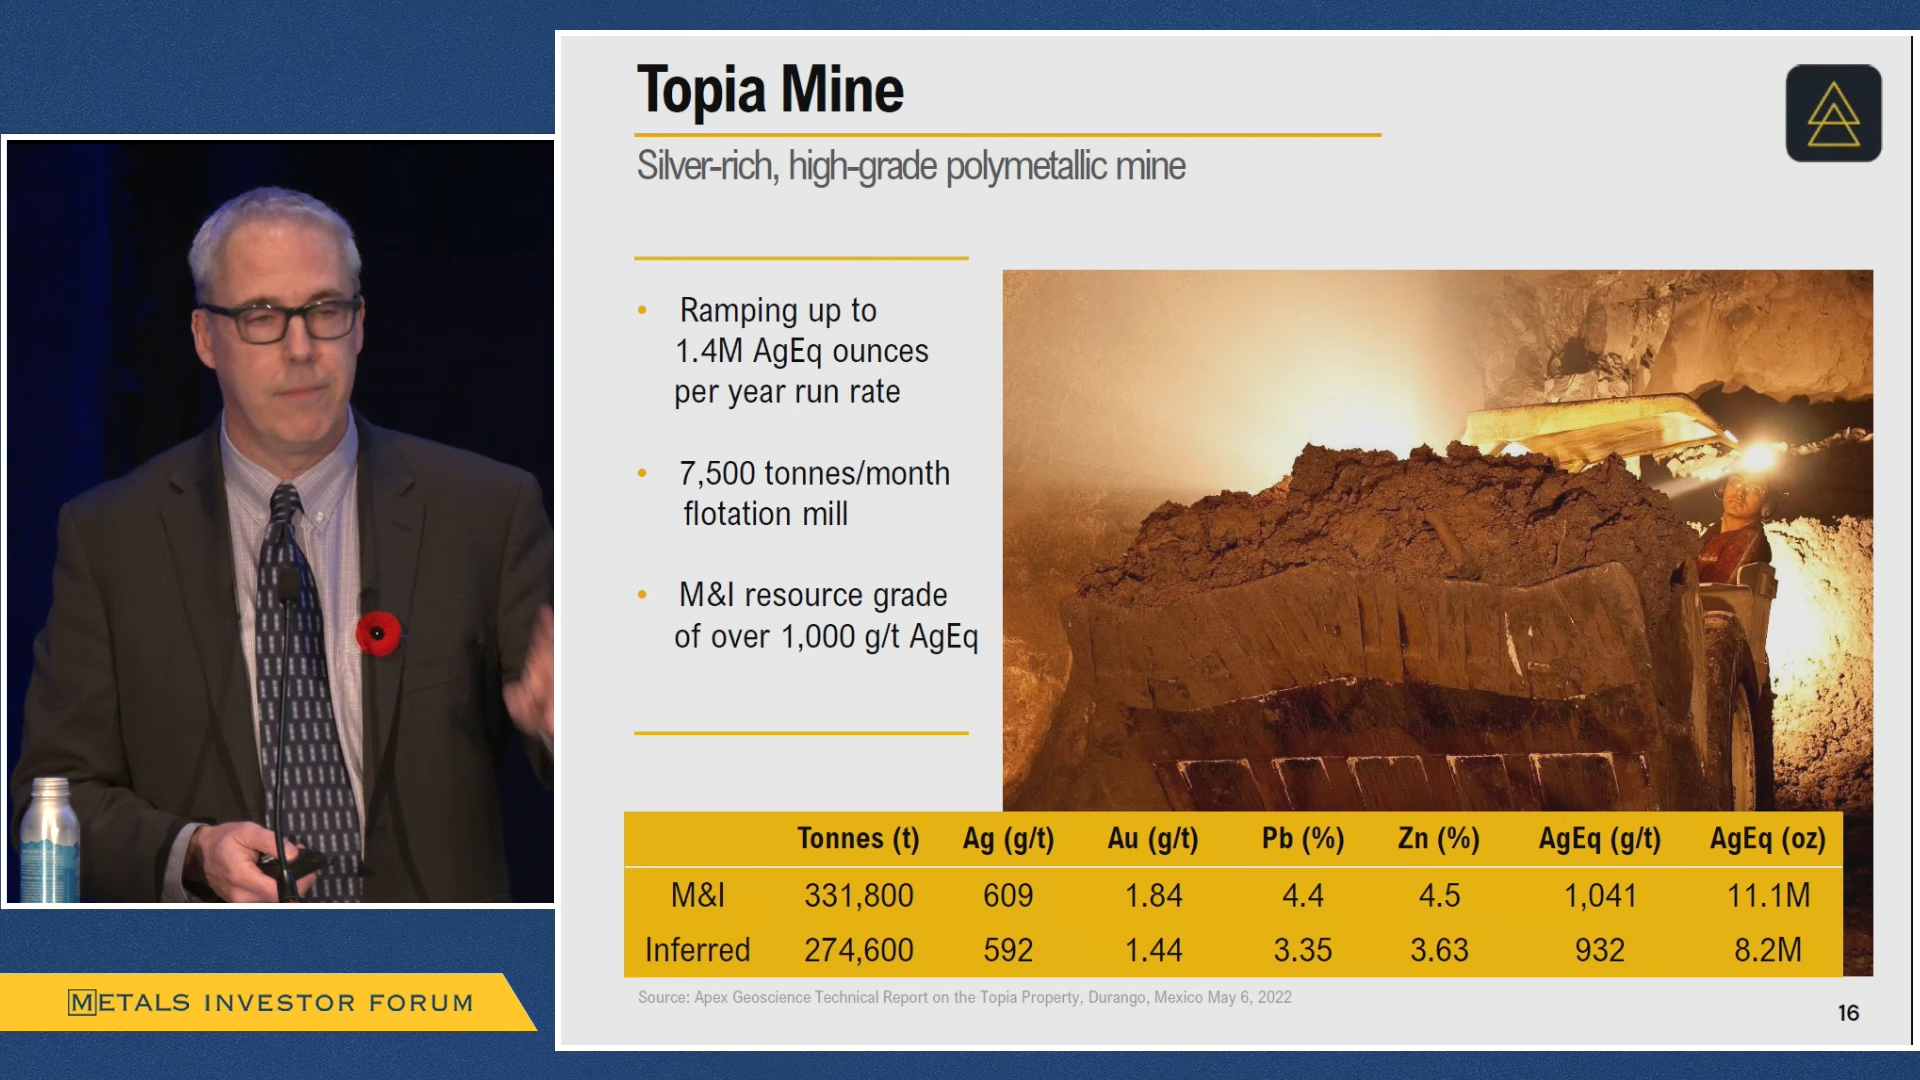 Topia Mine
Silver-rich, high-grade polymetallic mine
• Ramping up to
1.4M AgEq ounces
per year run rate
• 7,500 tonnes/month
flotation mill
• M&I resource grade
of over 1,000 g/t AgEq
Tonnes (t) Ag (g/t) Au (g/t) Pb (%) Zn (%) AgEq (g/t) AgEq (oz)
M&I 331,800 609 1.84 4.4 4.5 1,041 11.1M
Inferred 274,600 592 1.44 3.35 3.63 932 8.2M
Source: Apex Geoscience Technical Report on the Topia Property, Durango, Mexico May 6, 2022
16
METALS INVESTOR FORUM